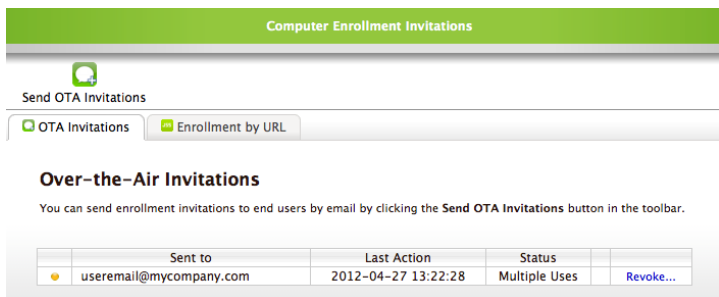 Computer Enrollment Invitations
Send OTA Invitations
OTA Invitations Enrollment by URL
Over-the-Air Invitations
You can send enrollment invitations to end users by email by clicking the Send OTA Invitations button in the toolbar.
Sent to Last Action Status
useremail@mycompany.com 2012-04-27 13:22:28 Multiple Uses Revoke...